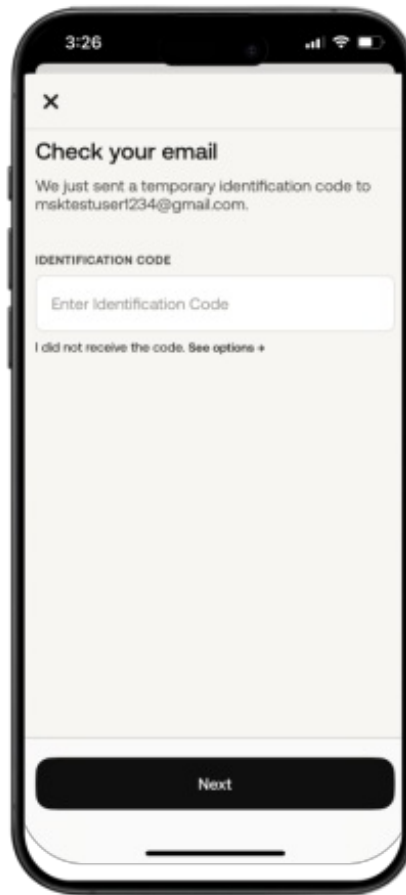 3:26
Check your email
We just sent a temporary identification code to
msktestuser1234@gmail.com.
IDENTIFICATION CODE
Enter Identification Code
I did not receive the code. See options +
Next